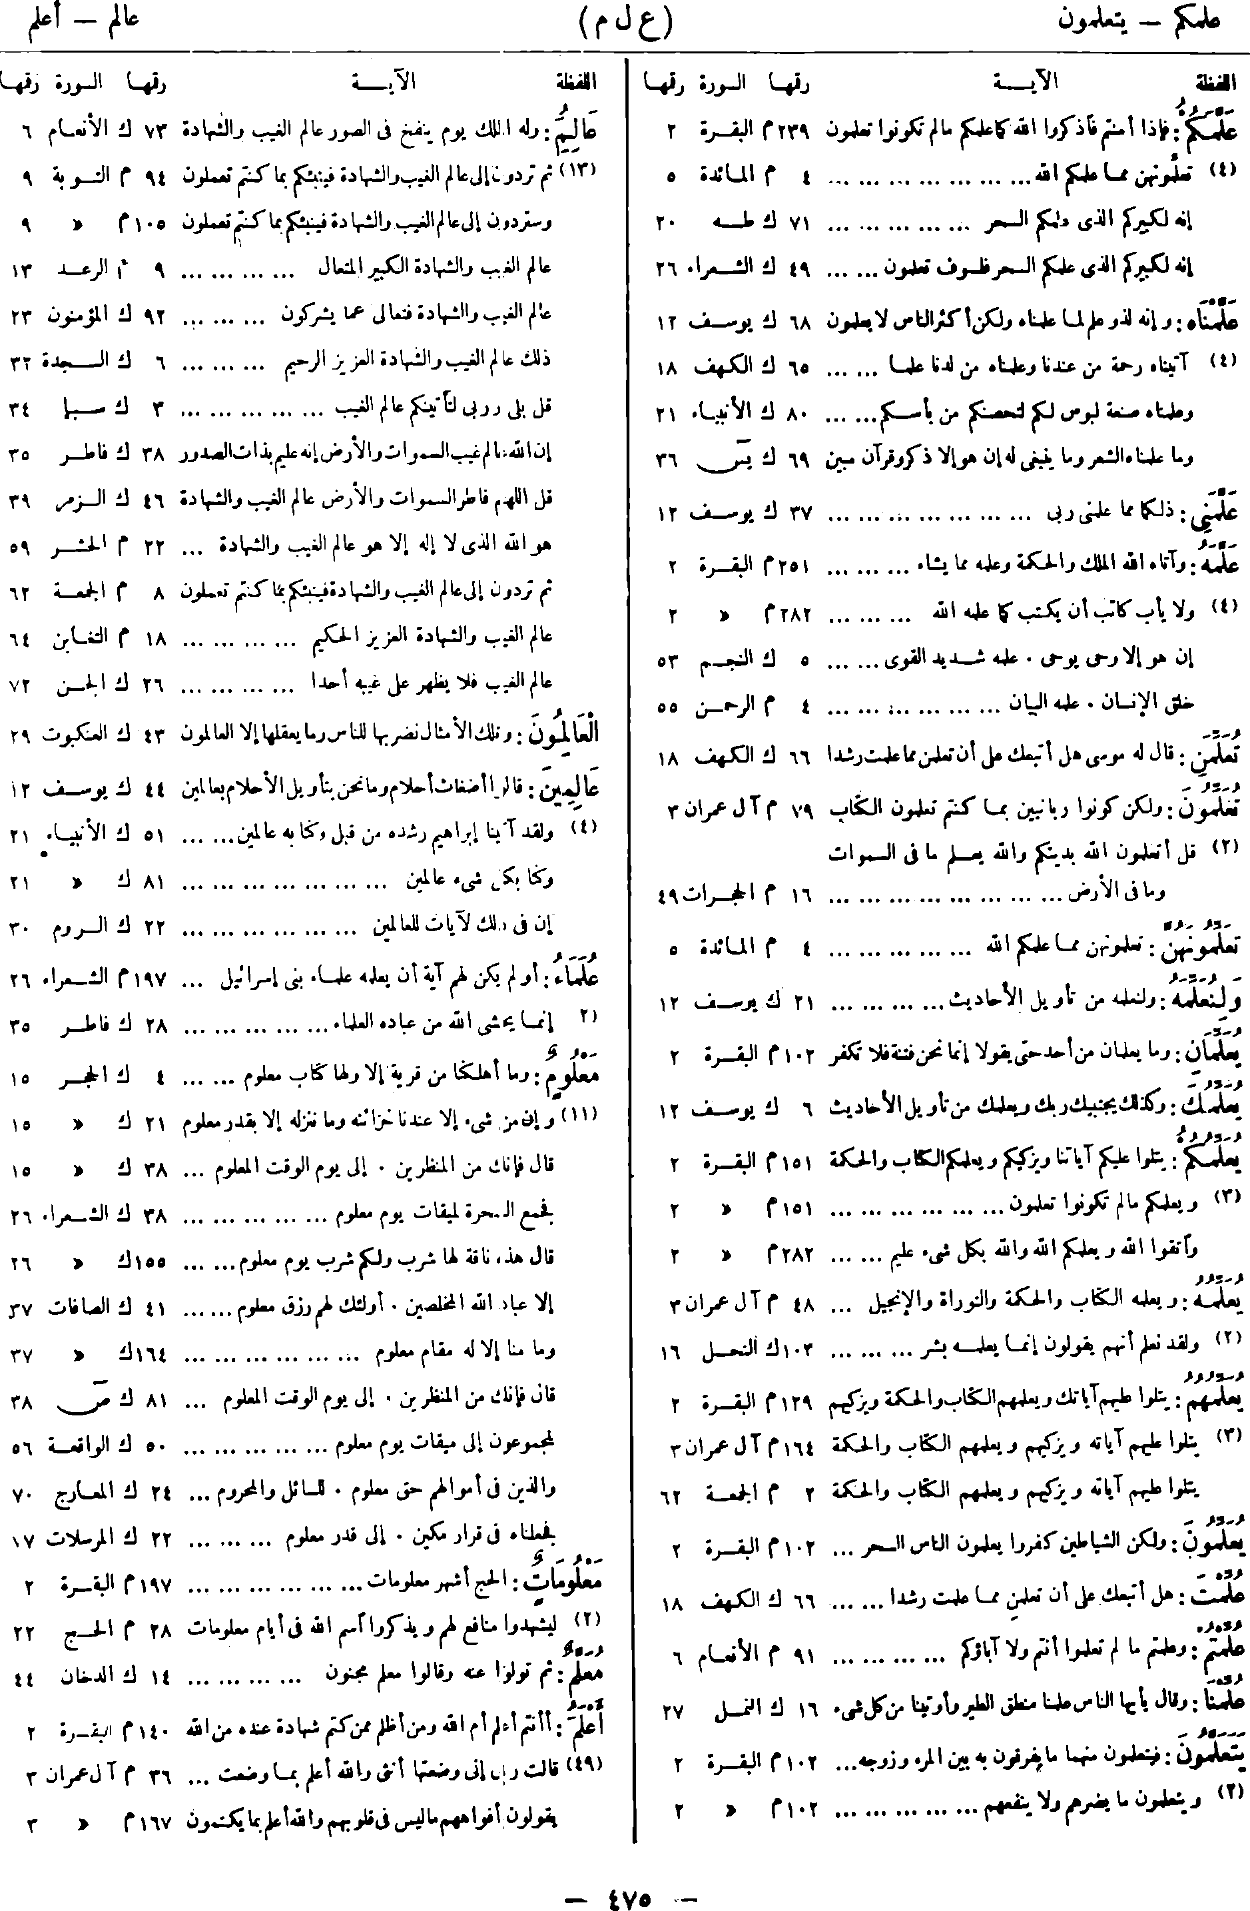 علمكم — يتعلمون
(ع ل م)
عالم — أعلم
اللفظة الآيـــة رقمها السورة رقمها
عَلَّمَكُمْ : فإذا أمنتم فاذكروا الله كما علمكم مالم تكونوا تعلمون ٢٣٩ م البقرة ٢
(٤) تعلمونهن مما علمكم الله ... ... ... ... ... ... ... ٤ م المائدة ٥
إنه لكبيركم الذى علمكم السحر ... ... ... ... ٧١ ك طه ٢٠
إنه لكبيركم الذى علمكم السحر فلسوف تعلمون ... ... ٤٩ ك الشعراء ٢٦
عَلَّمْنَاهُ : وإنه لذو علم لما علمناه ولكن أكثر الناس لا يعلمون ٦٨ ك يوسف ١٢
(٤) آتيناه رحمة من عندنا وعلمناه من لدنا علما ... ... ٦٥ ك الكهف ١٨
وعلمناه صنعة لبوس لكم لتحصنكم من بأسكم ... ... ٨٠ ك الأنبياء ٢١
وما علمناه الشعر وما ينبغى له إن هو إلا ذكر وقرآن مبين ٦٩ ك يس ٣٦
عَلَّمَنِي : ذلكما مما علمنى ربى ... ... ... ... ... ... ... ٣٧ ك يوسف ١٢
عَلَّمَهُ : وآتاه الله الملك والحكمة وعلمه مما يشاء ... ... ... ٢٥١ م البقرة ٢
(٤) ولا يأب كاتب أن يكتب كما علمه الله ... ... ... ٢٨٢ م » ٢
إن هو إلا وحى يوحى . علمه شديد القوى ... ... ٥ ك النجم ٥٣
خلق الإنسان . علمه البيان ... ... ... ... ... ... ٤ م الرحمن ٥٥
تُعَلِّمَنِ : قال له موسى هل أتبعك على أن تعلمن مما علمت رشدا ٦٦ ك الكهف ١٨
تُعَلِّمُونَ : ولكن كونوا ربانيين بما كنتم تعلمون الكتاب ٧٩ م آل عمران ٣
(٢) قل أتعلمون الله بدينكم والله يعلم ما فى السموات
وما فى الأرض ... ... ... ... ... ... ... ... ١٦ م الحجرات ٤٩
تُعَلِّمُونَهُنَّ : تعلمونهن مما علمكم الله ... ... ... ... ... ٤ م المائدة ٥
وَلِنُعَلِّمَهُ : ولنعلمه من تأويل الأحاديث ... ... ... ... ٢١ ك يوسف ١٢
يُعَلِّمَانِ : وما يعلمان من أحد حتى يقولا إنما نحن فتنة فلا تكفر ١٠٢ م البقرة ٢
يُعَلِّمُكَ : وكذلك يجتبيك ربك ويعلمك من تأويل الأحاديث ٦ ك يوسف ١٢
يُعَلِّمُكُمُ : يتلوا عليكم آياتنا ويزكيكم ويعلمكم الكتاب والحكمة ١٥١ م البقرة ٢
(٣) ويعلمكم مالم تكونوا تعلمون ... ... ... ... ... ... ١٥١ م » ٢
واتقوا الله ويعلمكم الله والله بكل شىء عليم ... ... ٢٨٢ م » ٢
يُعَلِّمُهُ : ويعلمه الكتاب والحكمة والتوراة والإنجيل ... ٤٨ م آل عمران ٣
(٢) ولقد نعلم أنهم يقولون إنما يعلمه بشر ... ... ... ١٠٣ ك النحل ١٦
يُعَلِّمُهُمُ : يتلوا عليهم آياتك ويعلمهم الكتاب والحكمة ويزكيهم ١٢٩ م البقرة ٢
(٣) يتلوا عليهم آياته ويزكيهم ويعلمهم الكتاب والحكمة ١٦٤ م آل عمران ٣
يتلوا عليهم آياته ويزكيهم ويعلمهم الكتاب والحكمة ٢ م الجمعة ٦٢
يُعَلِّمُونَ : ولكن الشياطين كفروا يعلمون الناس السحر ... ١٠٢ م البقرة ٢
عُلِّمْتَ : هل أتبعك على أن تعلمن مما علمت رشدا ... ... ٦٦ ك الكهف ١٨
عُلِّمْتُمْ : وعلمتم ما لم تعلموا أنتم ولا آباؤكم ... ... ... ... ٩١ م الأنعام ٦
عُلِّمْنَا : وقال يأيها الناس علمنا منطق الطير وأوتينا من كل شىء ١٦ ك النمل ٢٧
يَتَعَلَّمُونَ : فيتعلمون منهما ما يفرقون به بين المرء وزوجه ... ١٠٢ م البقرة ٢
(٢) ويتعلمون ما يضرهم ولا ينفعهم ... ... ... ... ... ١٠٢ م » ٢
اللفظة الآيـــة رقمها السورة رقمها
عَالِمُ : وله الملك يوم ينفخ فى الصور عالم الغيب والشهادة ٧٣ ك الأنعام ٦
(١٣) ثم تردون إلى عالم الغيب والشهادة فينبئكم بما كنتم تعملون ٩٤ م التوبة ٩
وستردون إلى عالم الغيب والشهادة فينبئكم بما كنتم تعملون ١٠٥ م » ٩
عالم الغيب والشهادة الكبير المتعال ... ... ... ... ٩ م الرعد ١٣
عالم الغيب والشهادة فتعالى عما يشركون ... ... ... ٩٢ ك المؤمنون ٢٣
ذلك عالم الغيب والشهادة العزيز الرحيم ... ... ... ٦ ك السجدة ٣٢
قل بلى وربى لتأتينكم عالم الغيب ... ... ... ... ... ٣ ك سبإ ٣٤
إن الله عالم غيب السموات والأرض إنه عليم بذات الصدور ٣٨ ك فاطر ٣٥
قل اللهم فاطر السموات والأرض عالم الغيب والشهادة ٤٦ ك الزمر ٣٩
هو الله الذى لا إله إلا هو عالم الغيب والشهادة ... ٢٢ م الحشر ٥٩
ثم تردون إلى عالم الغيب والشهادة فينبئكم بما كنتم تعملون ٨ م الجمعة ٦٢
عالم الغيب والشهادة العزيز الحكيم ... ... ... ... ١٨ م التغابن ٦٤
عالم الغيب فلا يظهر على غيبه أحدا ... ... ... ... ٢٦ ك الجن ٧٢
الْعَالِمُونَ : وتلك الأمثال نضربها للناس وما يعقلها إلا العالمون ٤٣ ك العنكبوت ٢٩
عَالِمِينَ : قالوا أضغاث أحلام وما نحن بتأويل الأحلام بعالمين ٤٤ ك يوسف ١٢
(٤) ولقد آتينا إبراهيم رشده من قبل وكنا به عالمين ... ... ٥١ ك الأنبياء ٢١
وكنا بكل شىء عالمين ... ... ... ... ... ... ... ... ٨١ ك » ٢١
إن فى ذلك لآيات للعالمين ... ... ... ... ... ... ... ٢٢ ك الروم ٣٠
عُلَمَاءُ : أو لم يكن لهم آية أن يعلمه علماء بنى إسرائيل ... ١٩٧ م الشعراء ٢٦
(٢ إنما يخشى الله من عباده العلماء ... ... ... ... ... ... ٢٨ ك فاطر ٣٥
مَعْلُومٌ : وما أهلكنا من قرية إلا ولها كتاب معلوم ... ... ٤ ك الحجر ١٥
(١١) وإن من شىء إلا عندنا خزائنه وما ننزله إلا بقدر معلوم ٢١ ك » ١٥
قال فإنك من المنظرين . إلى يوم الوقت المعلوم ... ٣٨ ك » ١٥
فجمع السحرة لميقات يوم معلوم ... ... ... ... ... ... ٣٨ ك الشعراء ٢٦
قال هذه ناقة لها شرب ولكم شرب يوم معلوم ... ... ١٥٥ ك » ٢٦
إلا عباد الله المخلصين . أولئك لهم رزق معلوم ... ... ٤١ ك الصافات ٣٧
وما منا إلا له مقام معلوم ... ... ... ... ... ... ... ١٦٤ ك » ٣٧
قال فإنك من المنظرين . إلى يوم الوقت المعلوم ... ٨١ ك ص ٣٨
لمجموعون إلى ميقات يوم معلوم ... ... ... ... ... ... ٥٠ ك الواقعة ٥٦
والذين فى أموالهم حق معلوم . للسائل والمحروم ... ٢٤ ك المعارج ٧٠
فجعلناه فى قرار مكين . إلى قدر معلوم ... ... ... ٢٢ ك المرسلات ٧٧
مَعْلُومَاتٌ : الحج أشهر معلومات ... ... ... ... ... ... ... ١٩٧ م البقرة ٢
(٢) ليشهدوا منافع لهم ويذكروا اسم الله فى أيام معلومات ٢٨ م الحج ٢٢
مُعَلَّمٌ : ثم تولوا عنه وقالوا معلم مجنون ... ... ... ... ١٤ ك الدخان ٤٤
أَعْلَمُ : أأنتم أعلم أم الله ومن أظلم ممن كتم شهادة عنده من الله ١٤٠ م البقرة ٢
(٤٩) قالت رب إنى وضعتها أنثى والله أعلم بما وضعت ... ٣٦ م آل عمران ٣
يقولون أفواههم ما ليس فى قلوبهم والله أعلم بما يكتمون ١٦٧ م » ٣
— ٤٧٥ —